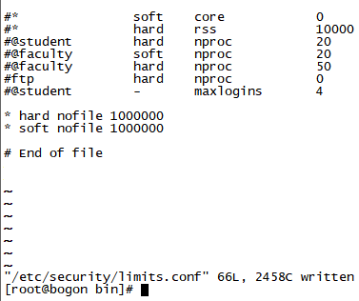 #* soft core 0
#* hard rss 10000
#@student hard nproc 20
#@faculty soft nproc 20
#@faculty hard nproc 50
#ftp hard nproc 0
#@student - maxlogins 4
* hard nofile 1000000
* soft nofile 1000000
# End of file
~
~
~
~
~
~
~
"/etc/security/limits.conf" 66L, 2458C written
[root@bogon bin]#